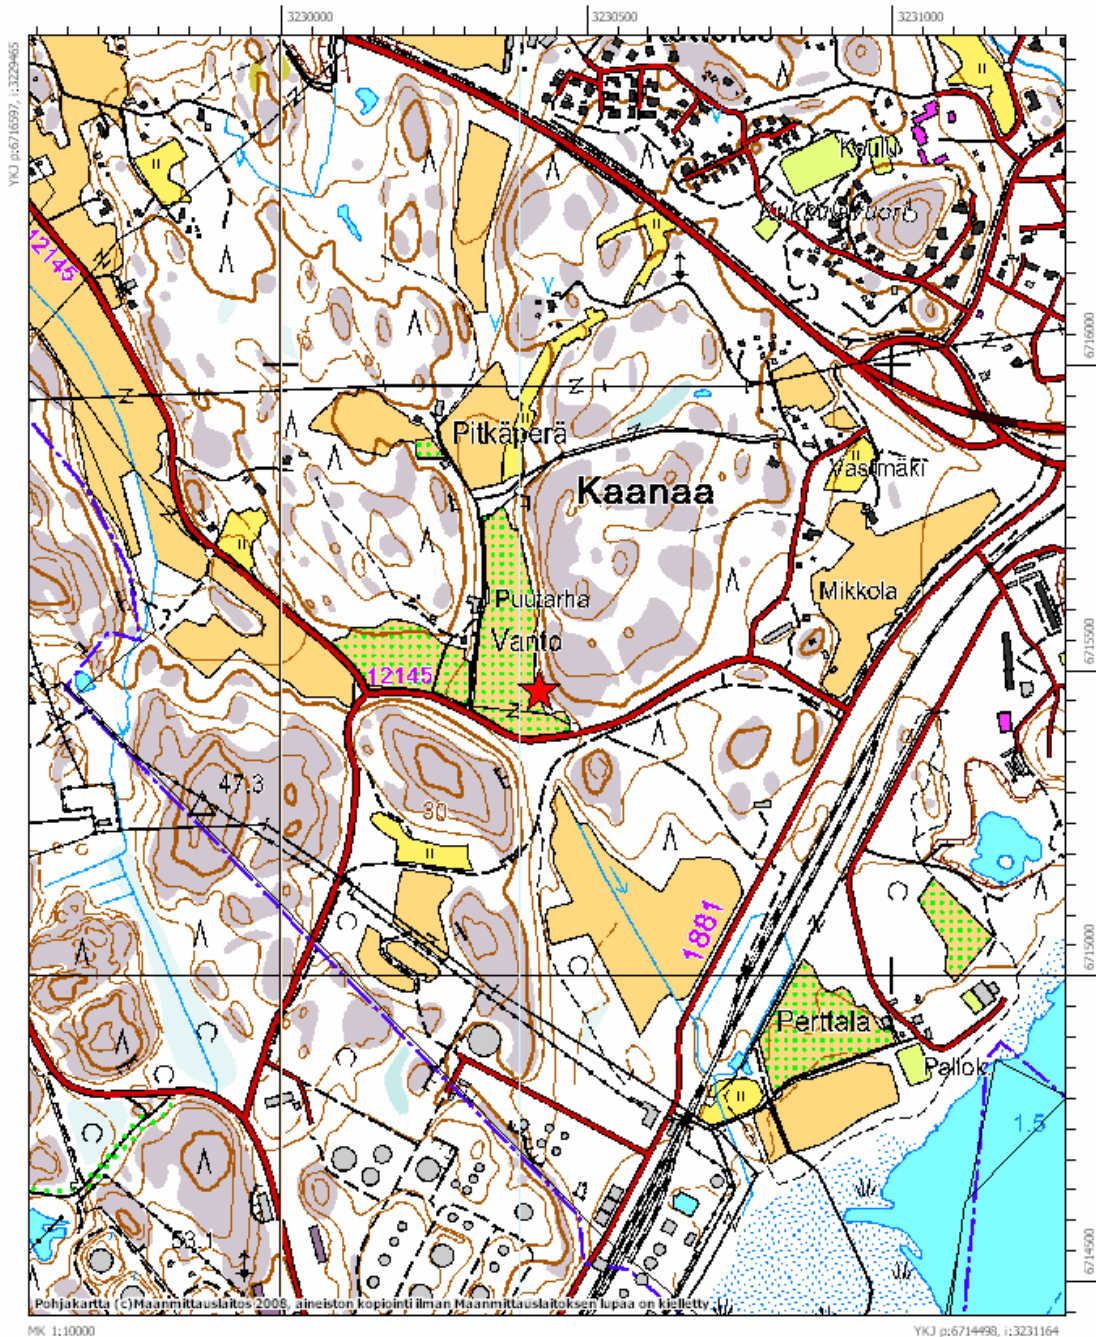 3230000
3230500
3231000
YKJ p:6716597, i:3229465
Koulu
Kukkulavuori
12145
6716000
Pitkäperä
Kaanaa
Vasumäki
Mikkola
Puutarha
Vanto
6715500
12145
47.3
30
1881
6715000
Perttala
Pallok.
1.5
53.1
6714500
Pohjakartta (c)Maanmittauslaitos 2008, aineiston kopiointi ilman Maanmittauslaitoksen lupaa on kielletty.
MK 1:10000
YKJ p:6714498, i:3231164